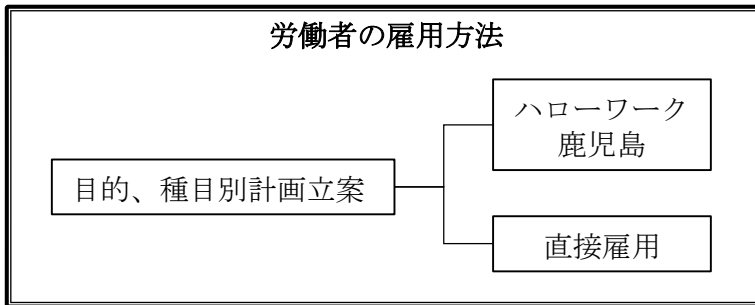 労働者の雇用方法
ハローワーク
鹿児島
目的、種目別計画立案
直接雇用